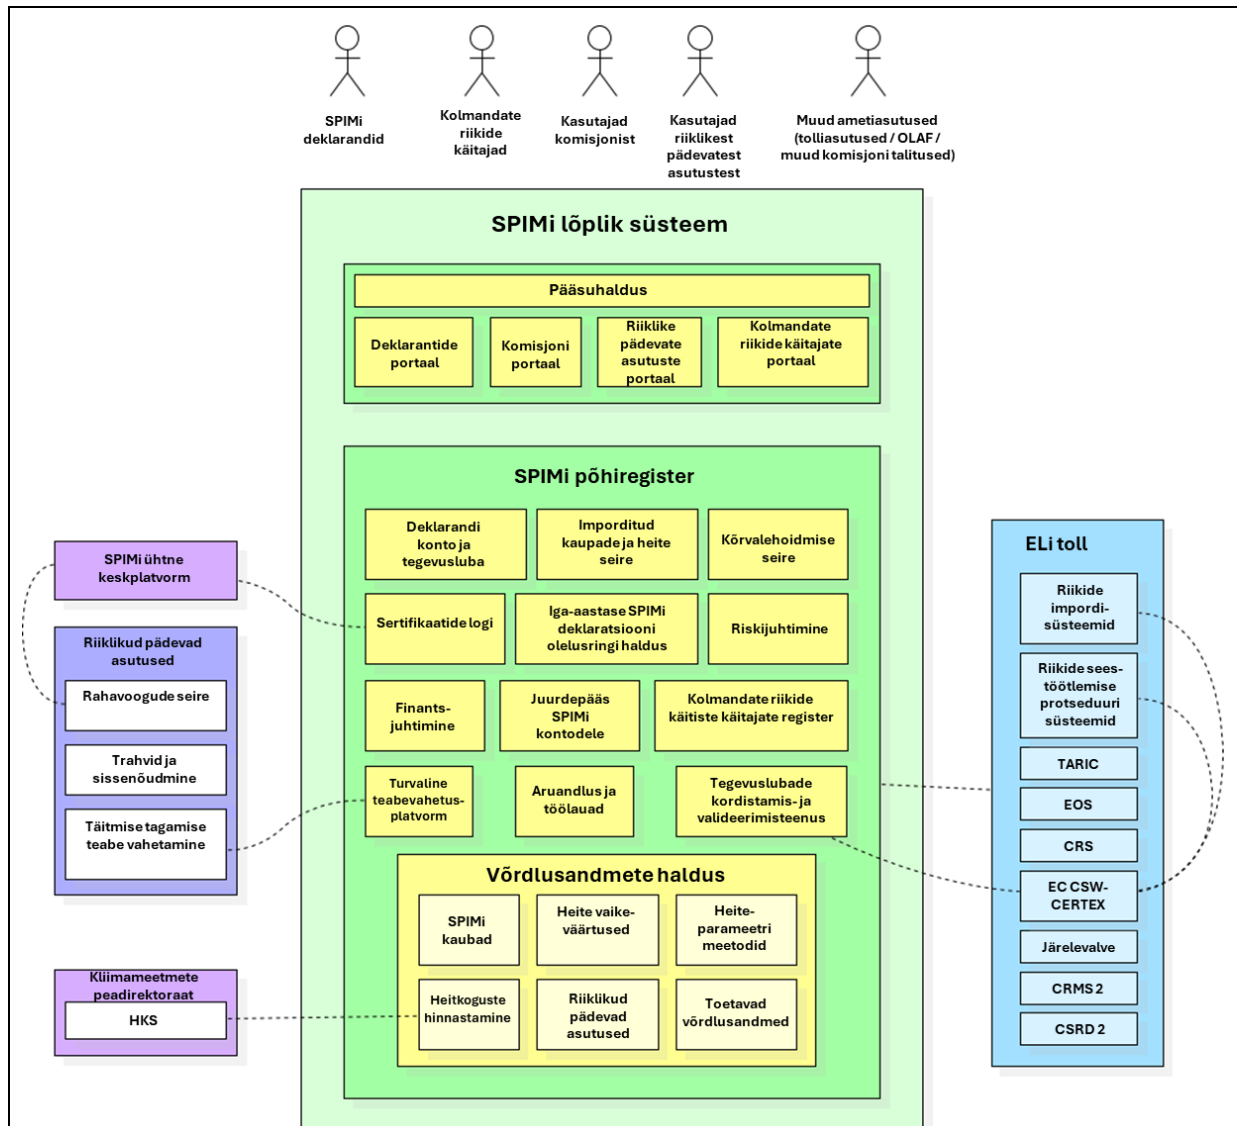 SPIMi
deklarandid
Kolmandate
riikide
käitajad
Kasutajad
komisjonist
Kasutajad
riiklikest
pädevatest
asutustest
Muud ametiasutused
(tolliasutused / OLAF /
muud komisjoni talitused)
SPIMi lõplik süsteem
Pääsuhaldus
Deklarantide
portaal
Komisjoni
portaal
Riiklike
pädevate
asutuste
portaal
Kolmandate
riikide käitajate
portaal
SPIMi põhiregister
Deklarandi
konto ja
tegevusluba
Imporditud
kaupade ja heite
seire
Kõrvalehoidmise
seire
Sertifikaatide logi
Iga-aastase SPIMi
deklaratsiooni
olelusringi haldus
Riskijuhtimine
Finants-
juhtimine
Juurdepääs
SPIMi
kontodele
Kolmandate riikide
käitiste käitajate register
Turvaline
teabevahetus-
platvorm
Aruandlus ja
töölauad
Tegevuslubade
kordistamis- ja
valideerimisteenus
Võrdlusandmete haldus
SPIMi
kaubad
Heite vaike-
väärtused
Heite-
parameetri
meetodid
Heitkoguste
hinnastamine
Riiklikud
pädevad
asutused
Toetavad
võrdlusandmed
SPIMi ühtne
keskplatvorm
Riiklikud pädevad
asutused
Rahavoogude seire
Trahvid ja
sissenõudmine
Täitmise tagamise
teabe vahetamine
Kliimameetmete
peadirektoraat
HKS
ELi toll
Riikide
impordi-
süsteemid
Riikide sees-
töötlemise
protseduuri
süsteemid
TARIC
EOS
CRS
EC CSW-
CERTEX
Järelevalve
CRMS 2
CSRD 2